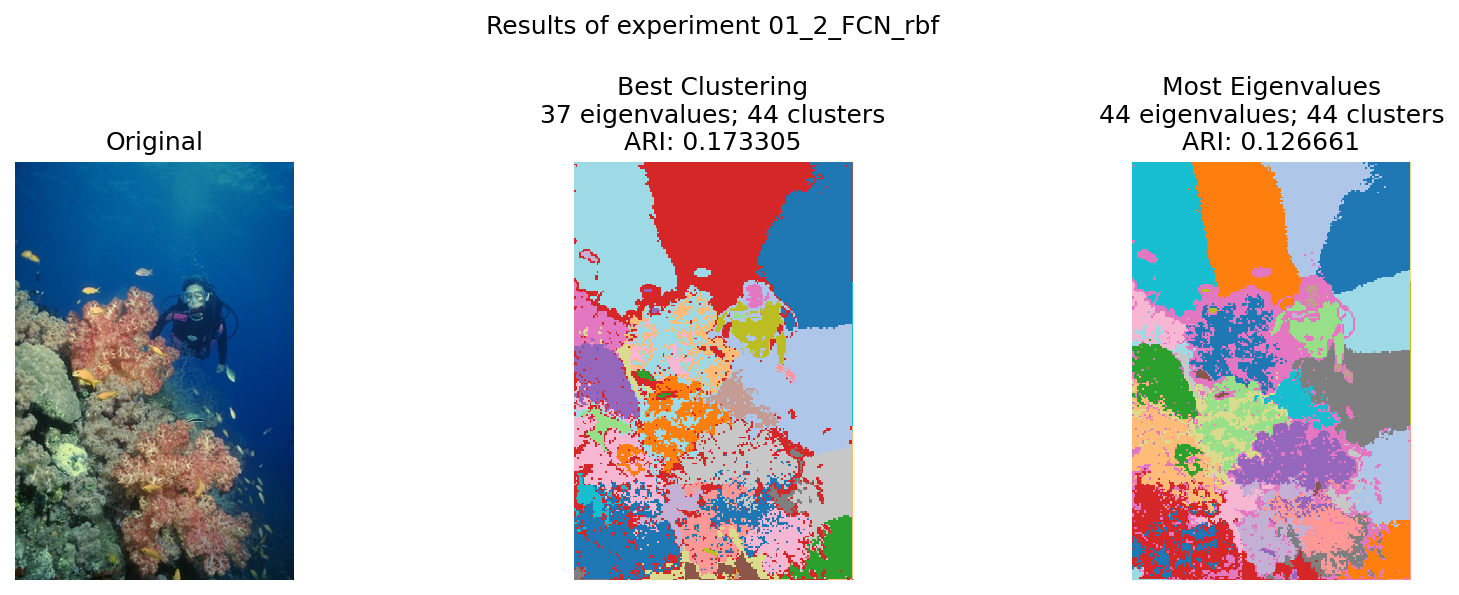 Results of experiment 01_2_FCN_rbf
Original
Best Clustering
37 eigenvalues; 44 clusters
ARI: 0.173305
Most Eigenvalues
44 eigenvalues; 44 clusters
ARI: 0.126661